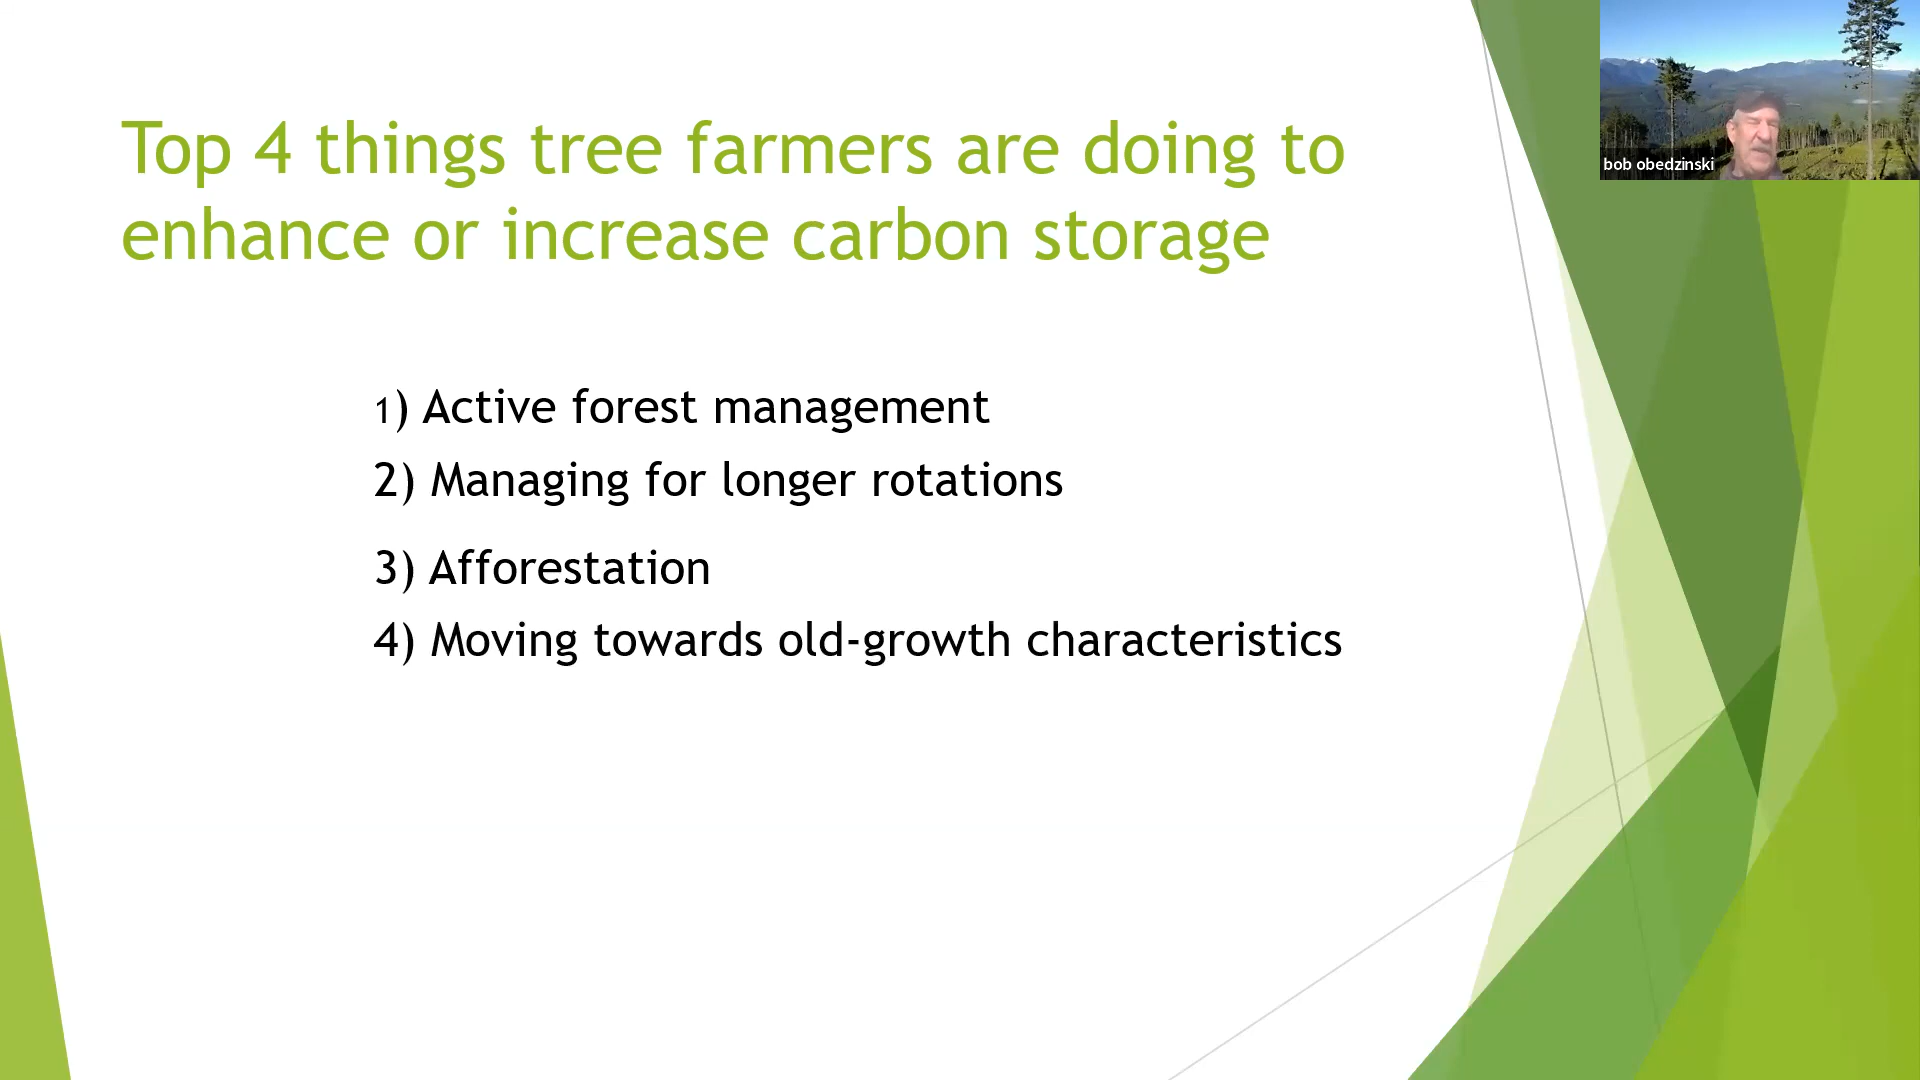 Top 4 things tree farmers are doing to
enhance or increase carbon storage
1) Active forest management
2) Managing for longer rotations
3) Afforestation
4) Moving towards old-growth characteristics
bob obedzinski